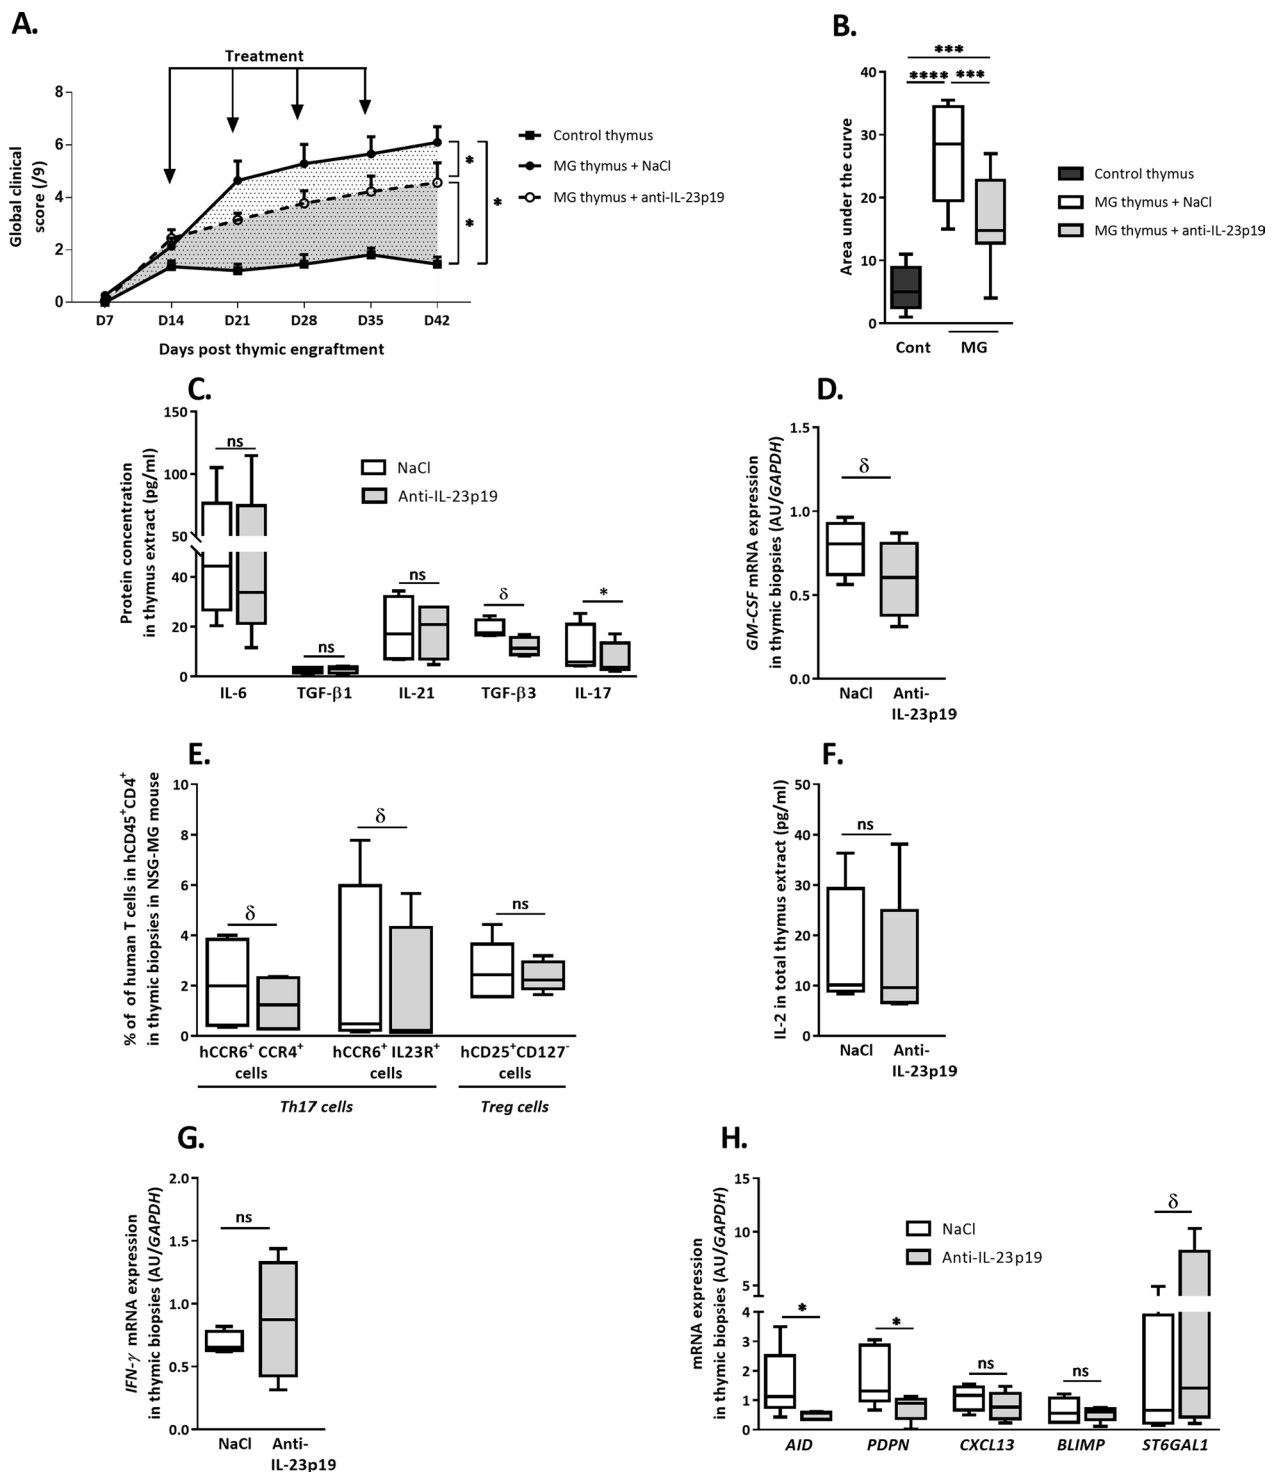 A.
Treatment
Global clinical
score (/9)
8
6
4
2
0
D7 D14 D21 D28 D35 D42
Days post thymic engraftment
*
*
*
Control thymus
MG thymus + NaCl
MG thymus + anti-IL-23p19
B.
***
**** ***
Area under the curve
40
30
20
10
0
Cont MG
Control thymus
MG thymus + NaCl
MG thymus + anti-IL-23p19
C.
Protein concentration
in thymus extract (pg/ml)
150
100
50
40
20
0
ns
ns
ns
δ
*
NaCl
Anti-IL-23p19
IL-6 TGF-β1 IL-21 TGF-β3 IL-17
D.
GM-CSF mRNA expression
in thymic biopsies (AU/GAPDH)
1.5
1.0
0.5
0.0
δ
NaCl Anti-
IL-23p19
E.
% of of human T cells in hCD45⁺CD4⁺
in thymic biopsies in NSG-MG mouse
10
8
6
4
2
0
δ
δ
ns
hCCR6⁺ CCR4⁺ hCCR6⁺ IL23R⁺ hCD25⁺CD127⁻
cells cells cells
Th17 cells Treg cells
F.
IL-2 in total thymus extract (pg/ml)
50
40
30
20
10
0
ns
NaCl Anti-
IL-23p19
G.
IFN-γ mRNA expression
in thymic biopsies (AU/GAPDH)
2.0
1.5
1.0
0.5
0.0
ns
NaCl Anti-
IL-23p19
H.
mRNA expression
in thymic biopsies (AU/GAPDH)
15
10
5
4
3
2
1
0
*
*
ns
ns
δ
NaCl
Anti-IL-23p19
AID PDPN CXCL13 BLIMP ST6GAL1